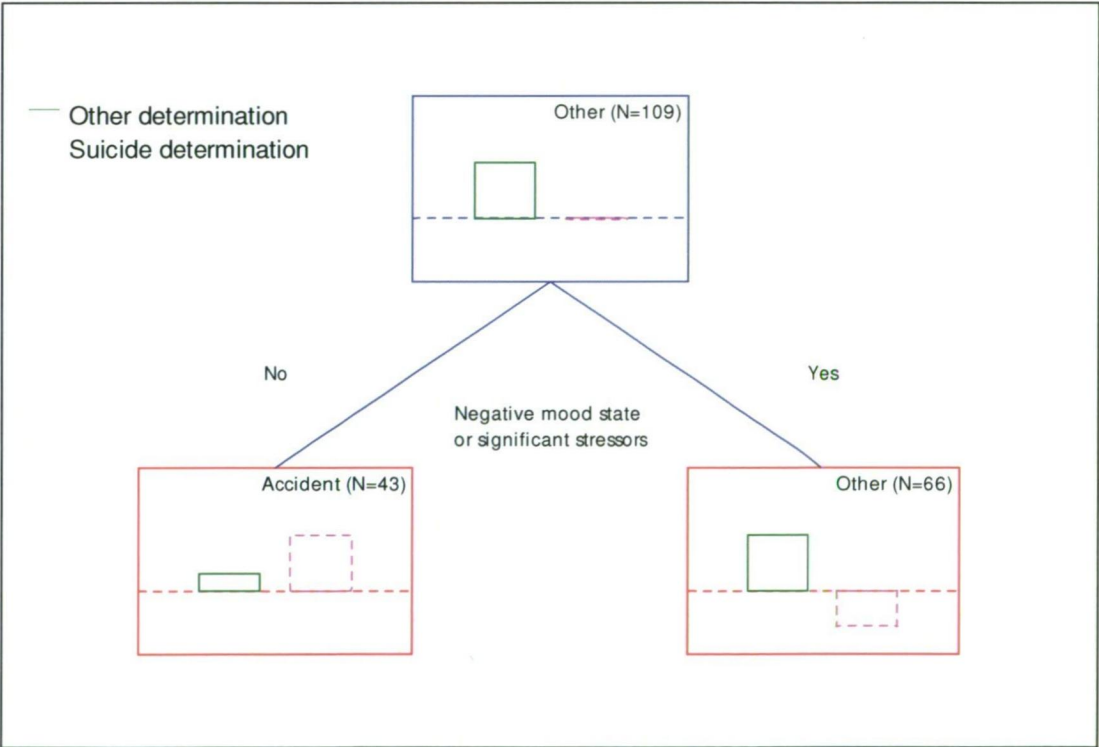 Other determination
Suicide determination
Other (N=109)
No
Yes
Negative mood state
or significant stressors
Accident (N=43)
Other (N=66)